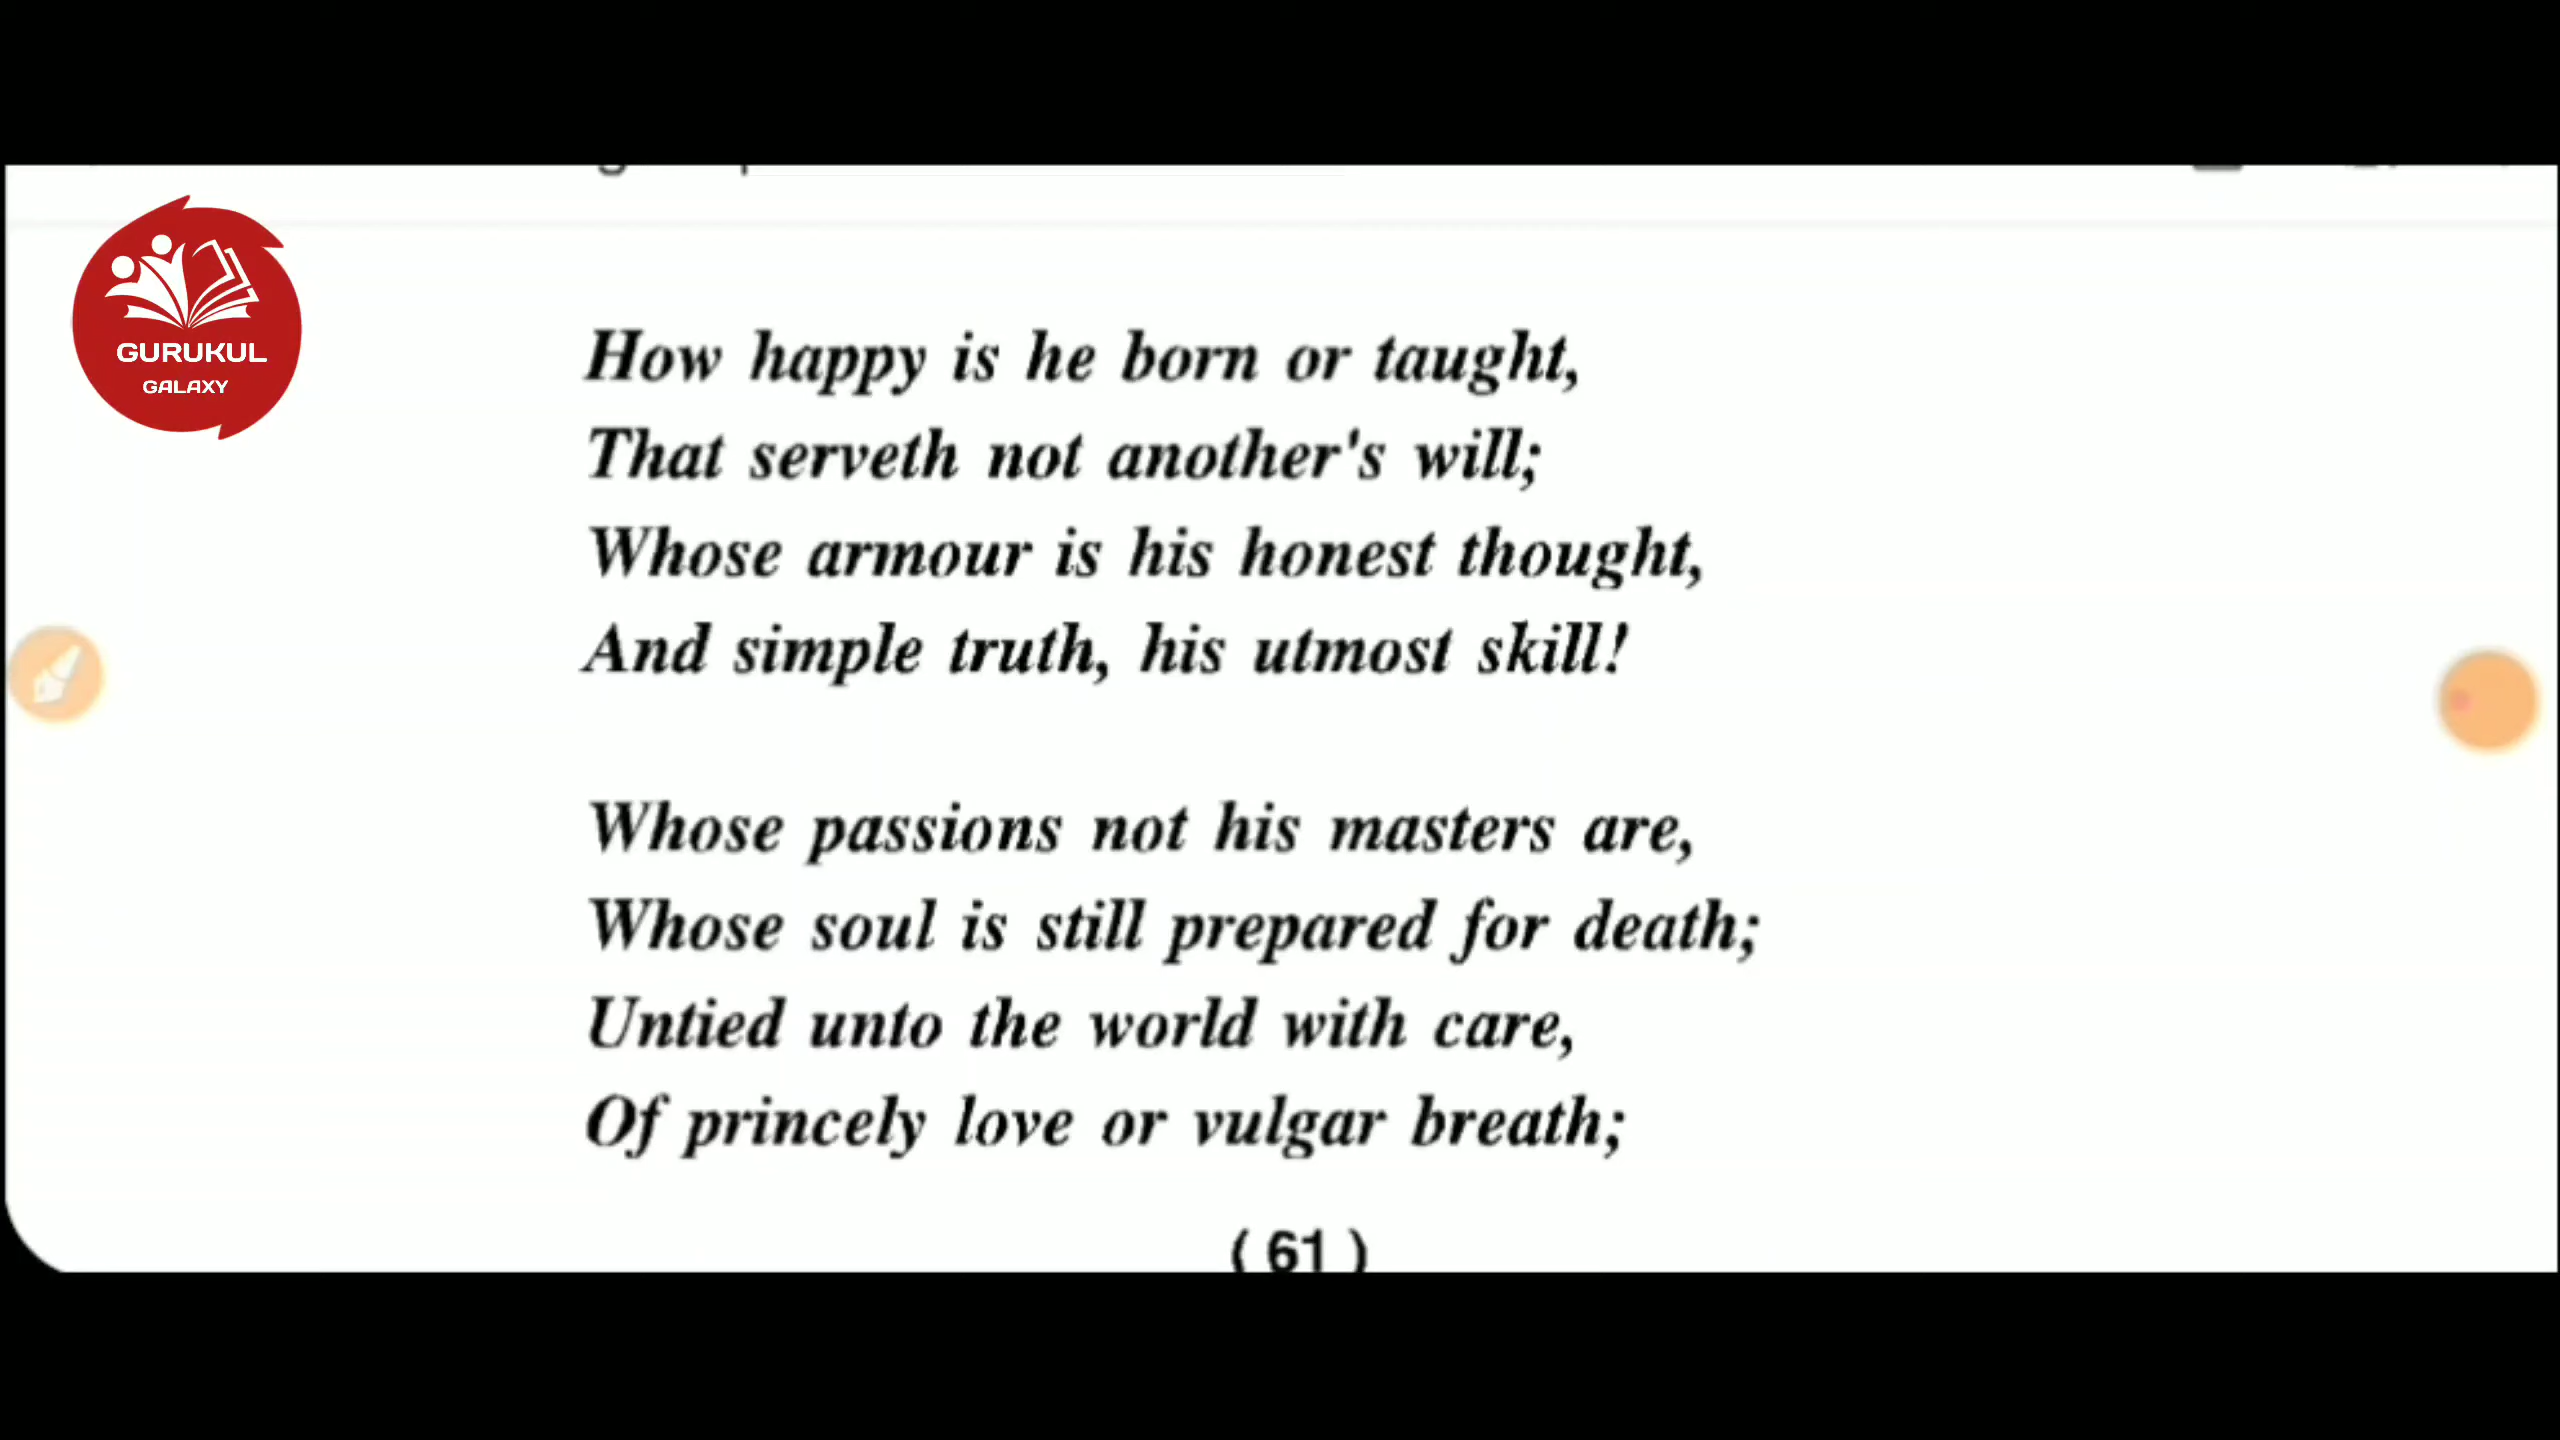 GURUKUL
GALAXY
How happy is he born or taught,
That serveth not another's will;
Whose armour is his honest thought,
And simple truth, his utmost skill!
Whose passions not his masters are,
Whose soul is still prepared for death;
Untied unto the world with care,
Of princely love or vulgar breath;
( 61 )